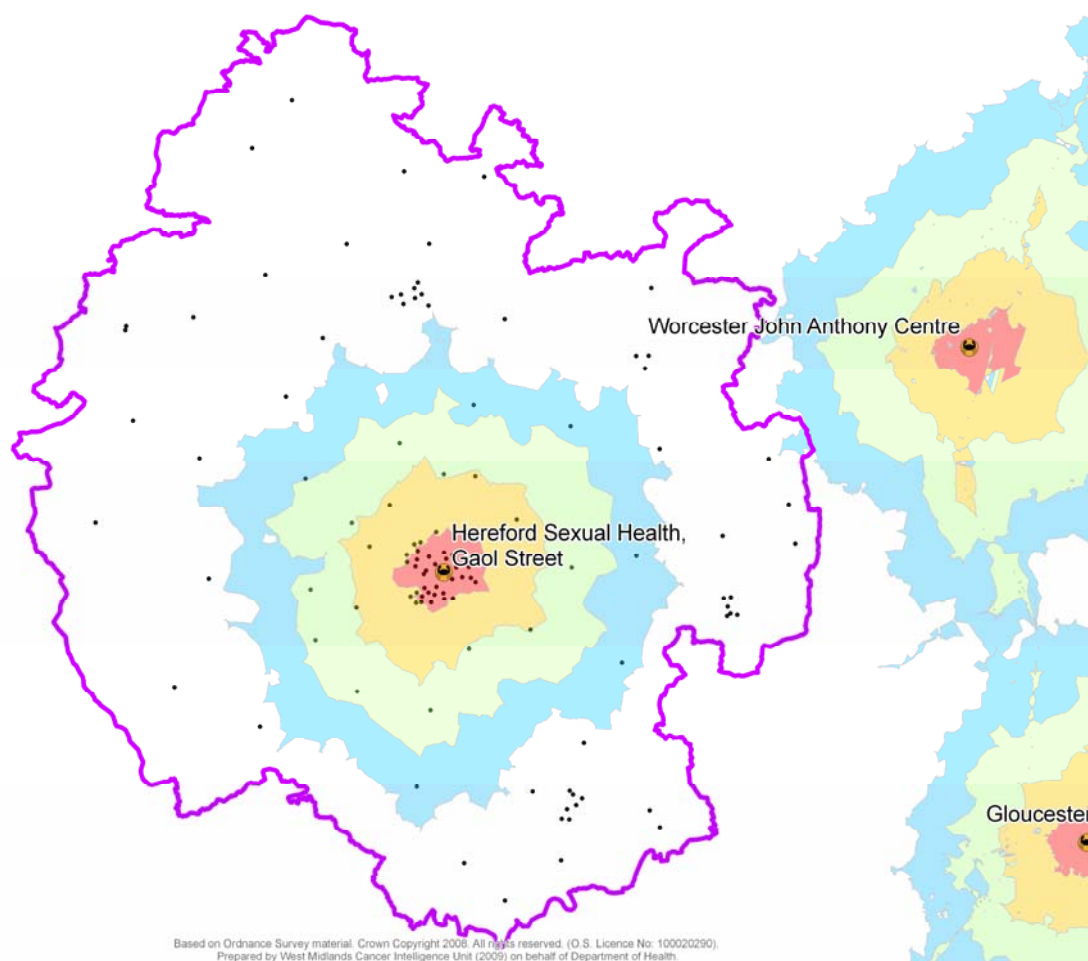 Worcester John Anthony Centre
Hereford Sexual Health,
Gaol Street
Gloucester
Based on Ordnance Survey material. Crown Copyright 2008. All rights reserved. (O.S. Licence No: 100020290).
Prepared by West Midlands Cancer Intelligence Unit (2009) on behalf of Department of Health.